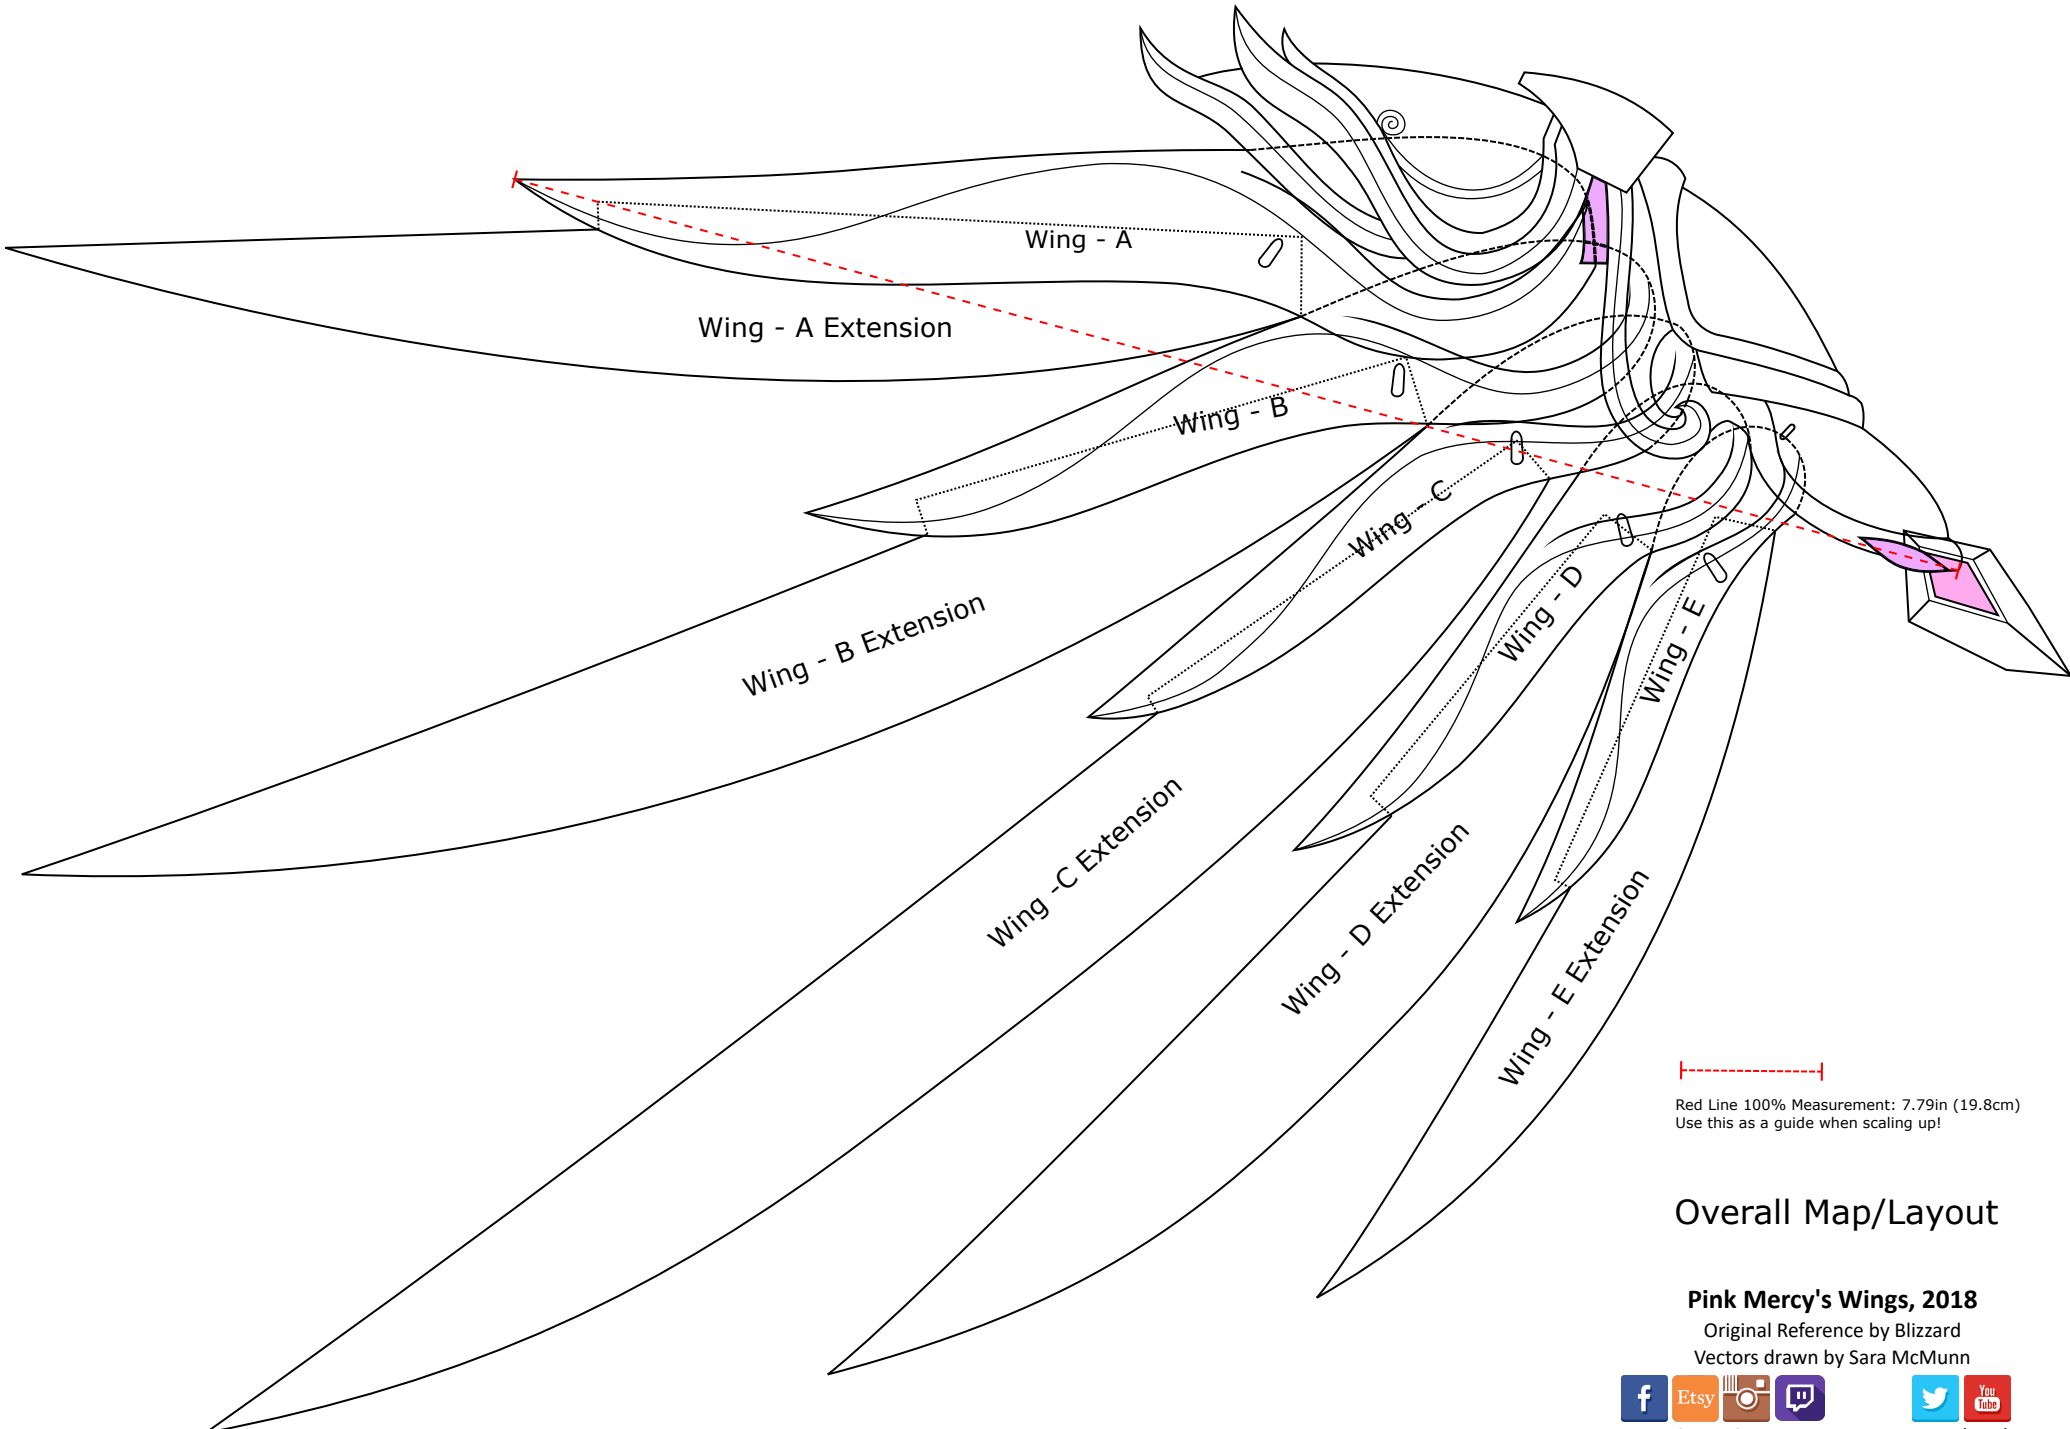 Wing - A
Wing - A Extension
Wing - B
Wing - B Extension
Wing - C
Wing -C Extension
Wing - D
Wing - D Extension
Wing - E
Wing - E Extension
Red Line 100% Measurement: 7.79in (19.8cm)
Use this as a guide when scaling up!
Overall Map/Layout
Pink Mercy's Wings, 2018
Original Reference by Blizzard
Vectors drawn by Sara McMunn
f Etsy You
Tube